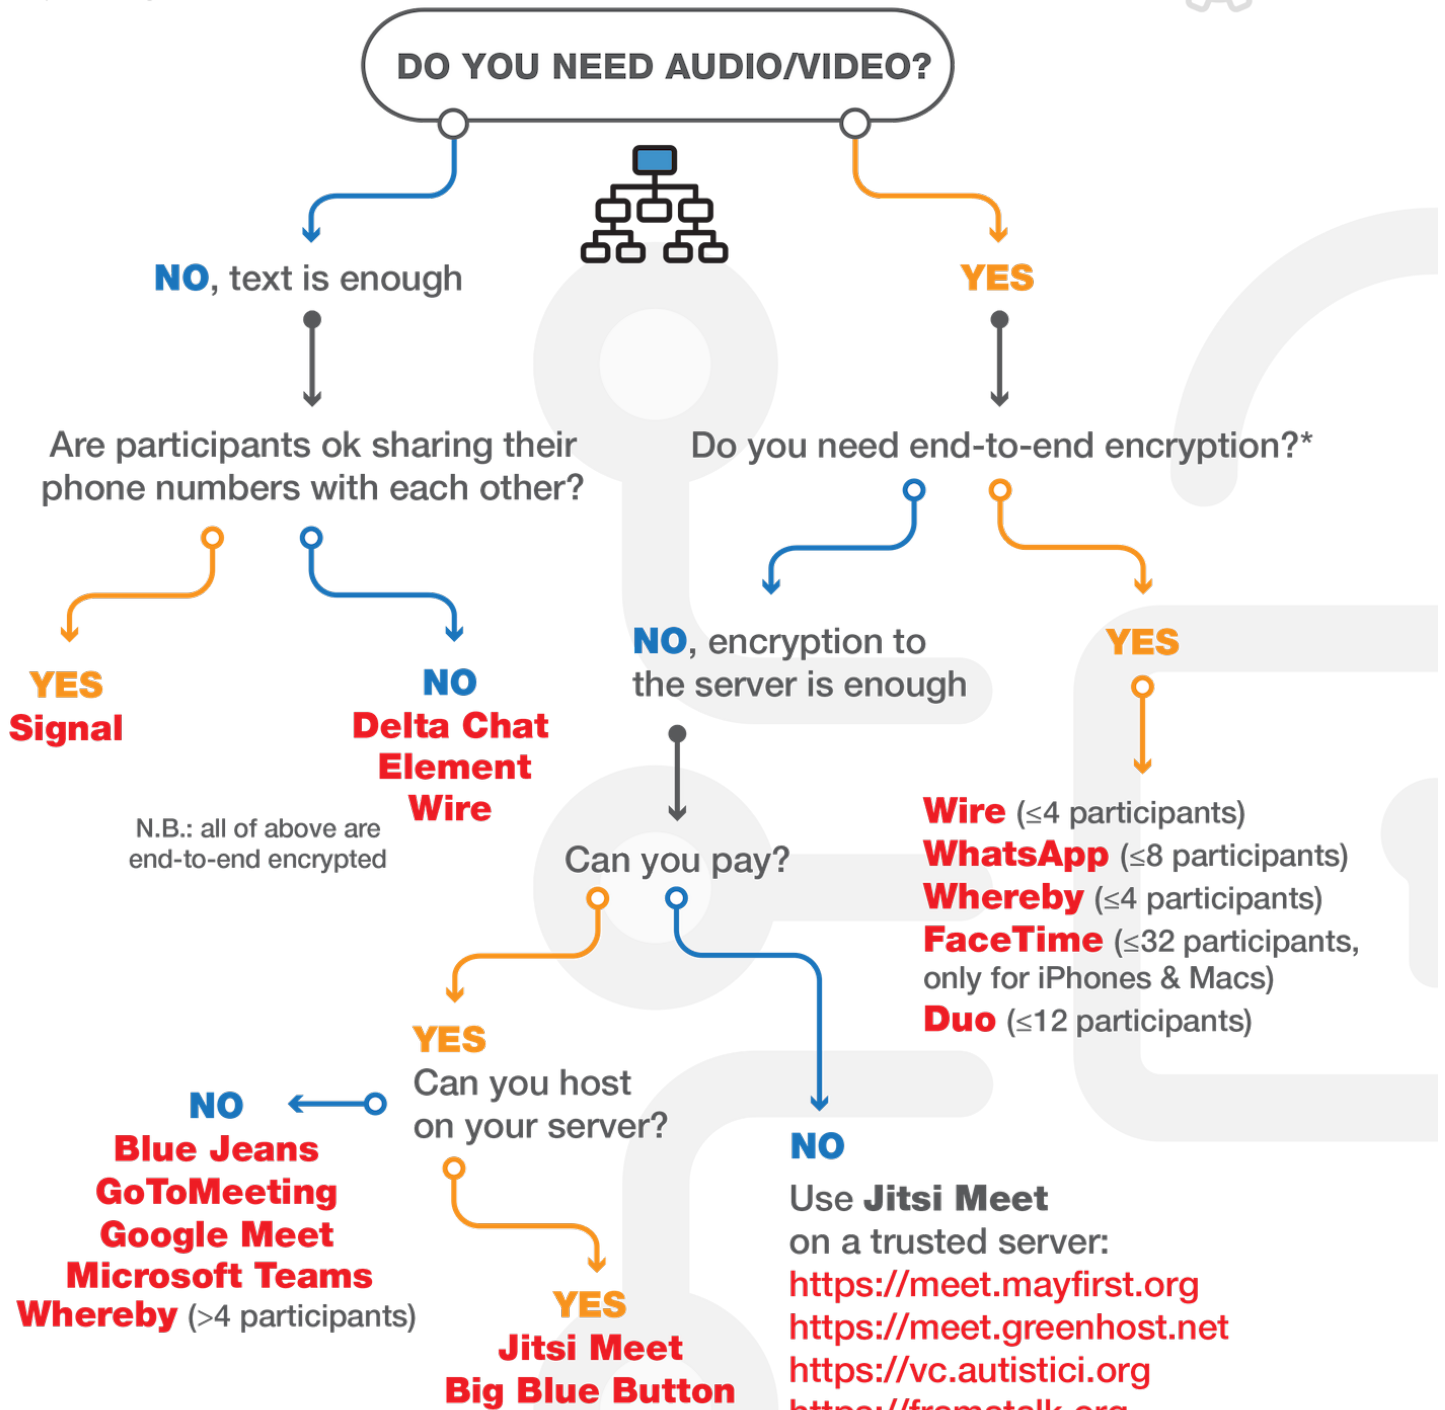 DO YOU NEED AUDIO/VIDEO?
NO, text is enough
YES
Are participants ok sharing their
phone numbers with each other?
Do you need end-to-end encryption?*
YES
Signal
NO
Delta Chat
Element
Wire
N.B.: all of above are
end-to-end encrypted
NO, encryption to
the server is enough
YES
Wire (≤4 participants)
WhatsApp (≤8 participants)
Whereby (≤4 participants)
FaceTime (≤32 participants,
only for iPhones & Macs)
Duo (≤12 participants)
Can you pay?
YES
Can you host
on your server?
NO
Blue Jeans
GoToMeeting
Google Meet
Microsoft Teams
Whereby (>4 participants)
YES
Jitsi Meet
Big Blue Button
NO
Use Jitsi Meet
on a trusted server:
https://meet.mayfirst.org
https://meet.greenhost.net
https://vc.autistici.org
https://framatalk.org